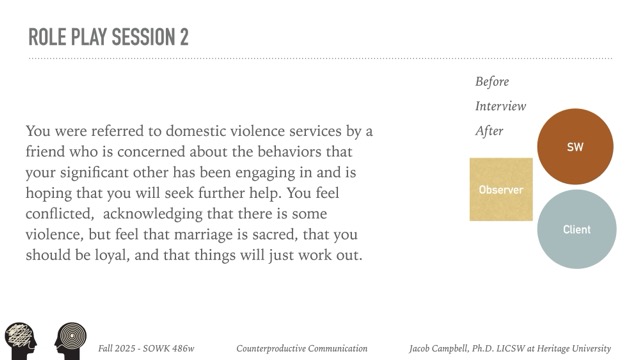 ROLE PLAY SESSION 2
Before
Interview
After
You were referred to domestic violence services by a
friend who is concerned about the behaviors that
your significant other has been engaging in and is
hoping that you will seek further help. You feel
conflicted,  acknowledging that there is some
violence, but feel that marriage is sacred, that you
should be loyal, and that things will just work out.
SW
Observer
Client
Fall 2025 - SOWK 486w
Counterproductive Communication
Jacob Campbell, Ph.D. LICSW at Heritage University